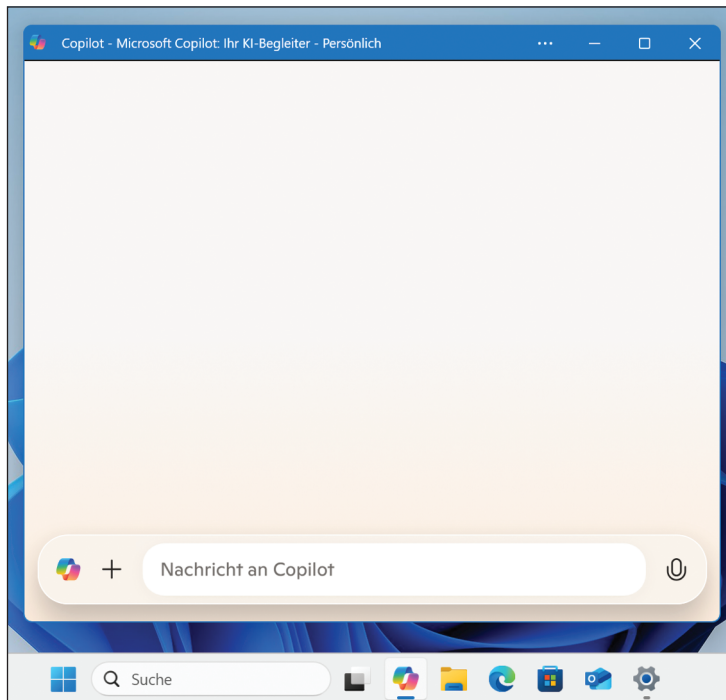 Copilot - Microsoft Copilot: Ihr KI-Begleiter - Persönlich
Nachricht an Copilot
Suche